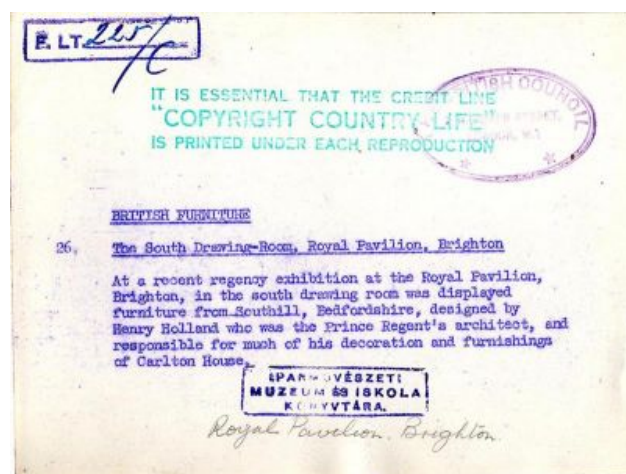 F. LT. 225/C
IT IS ESSENTIAL THAT THE CREDIT LINE
"COPYRIGHT COUNTRY LIFE"
IS PRINTED UNDER EACH REPRODUCTION
BRITISH COUNCIL
BRITISH FURNITURE
26. The South Drawing-Room, Royal Pavilion, Brighton
At a recent regency exhibition at the Royal Pavilion,
Brighton, in the south drawing room was displayed
furniture from Southill, Bedfordshire, designed by
Henry Holland who was the Prince Regent's architect, and
responsible for much of his decoration and furnishings
of Carlton House.
IPARMŰVÉSZETI
MUZEUM ÉS ISKOLA
KÖNYVTÁRA.
Royal Pavilion. Brighton.